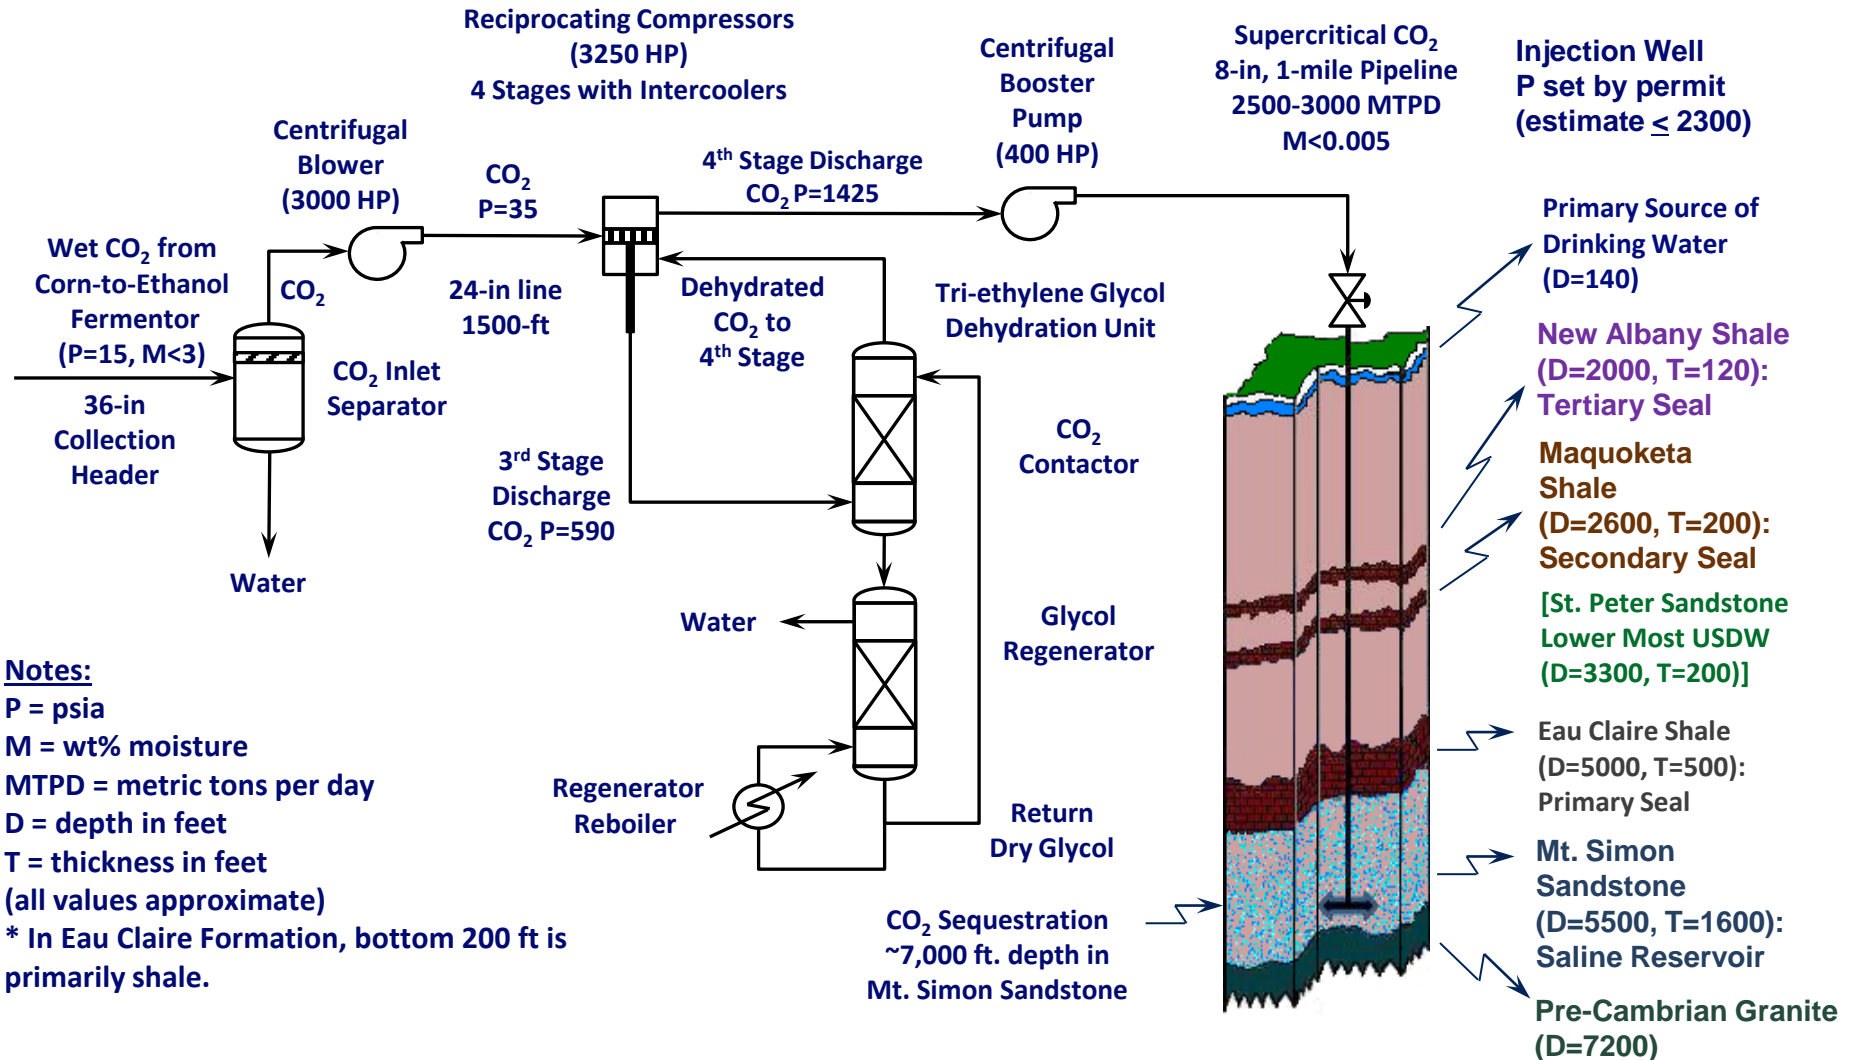 Reciprocating Compressors
(3250 HP)
4 Stages with Intercoolers
Centrifugal
Booster
Pump
(400 HP)
Supercritical CO2
8-in, 1-mile Pipeline
2500-3000 MTPD
M<0.005
Injection Well
P set by permit
(estimate ≤ 2300)
Centrifugal
Blower
(3000 HP)
CO2
P=35
4th Stage Discharge
CO2 P=1425
Wet CO2 from
Corn-to-Ethanol
Fermentor
(P=15, M<3)
36-in
Collection
Header
CO2
CO2 Inlet
Separator
Water
24-in line
1500-ft
Dehydrated
CO2 to
4th Stage
Tri-ethylene Glycol
Dehydration Unit
3rd Stage
Discharge
CO2 P=590
CO2
Contactor
Water
Glycol
Regenerator
Regenerator
Reboiler
Return
Dry Glycol
CO2 Sequestration
~7,000 ft. depth in
Mt. Simon Sandstone
Primary Source of
Drinking Water
(D=140)
New Albany Shale
(D=2000, T=120):
Tertiary Seal
Maquoketa
Shale
(D=2600, T=200):
Secondary Seal
[St. Peter Sandstone
Lower Most USDW
(D=3300, T=200)]
Eau Claire Shale
(D=5000, T=500):
Primary Seal
Mt. Simon
Sandstone
(D=5500, T=1600):
Saline Reservoir
Pre-Cambrian Granite
(D=7200)
Notes:
P = psia
M = wt% moisture
MTPD = metric tons per day
D = depth in feet
T = thickness in feet
(all values approximate)
* In Eau Claire Formation, bottom 200 ft is
primarily shale.